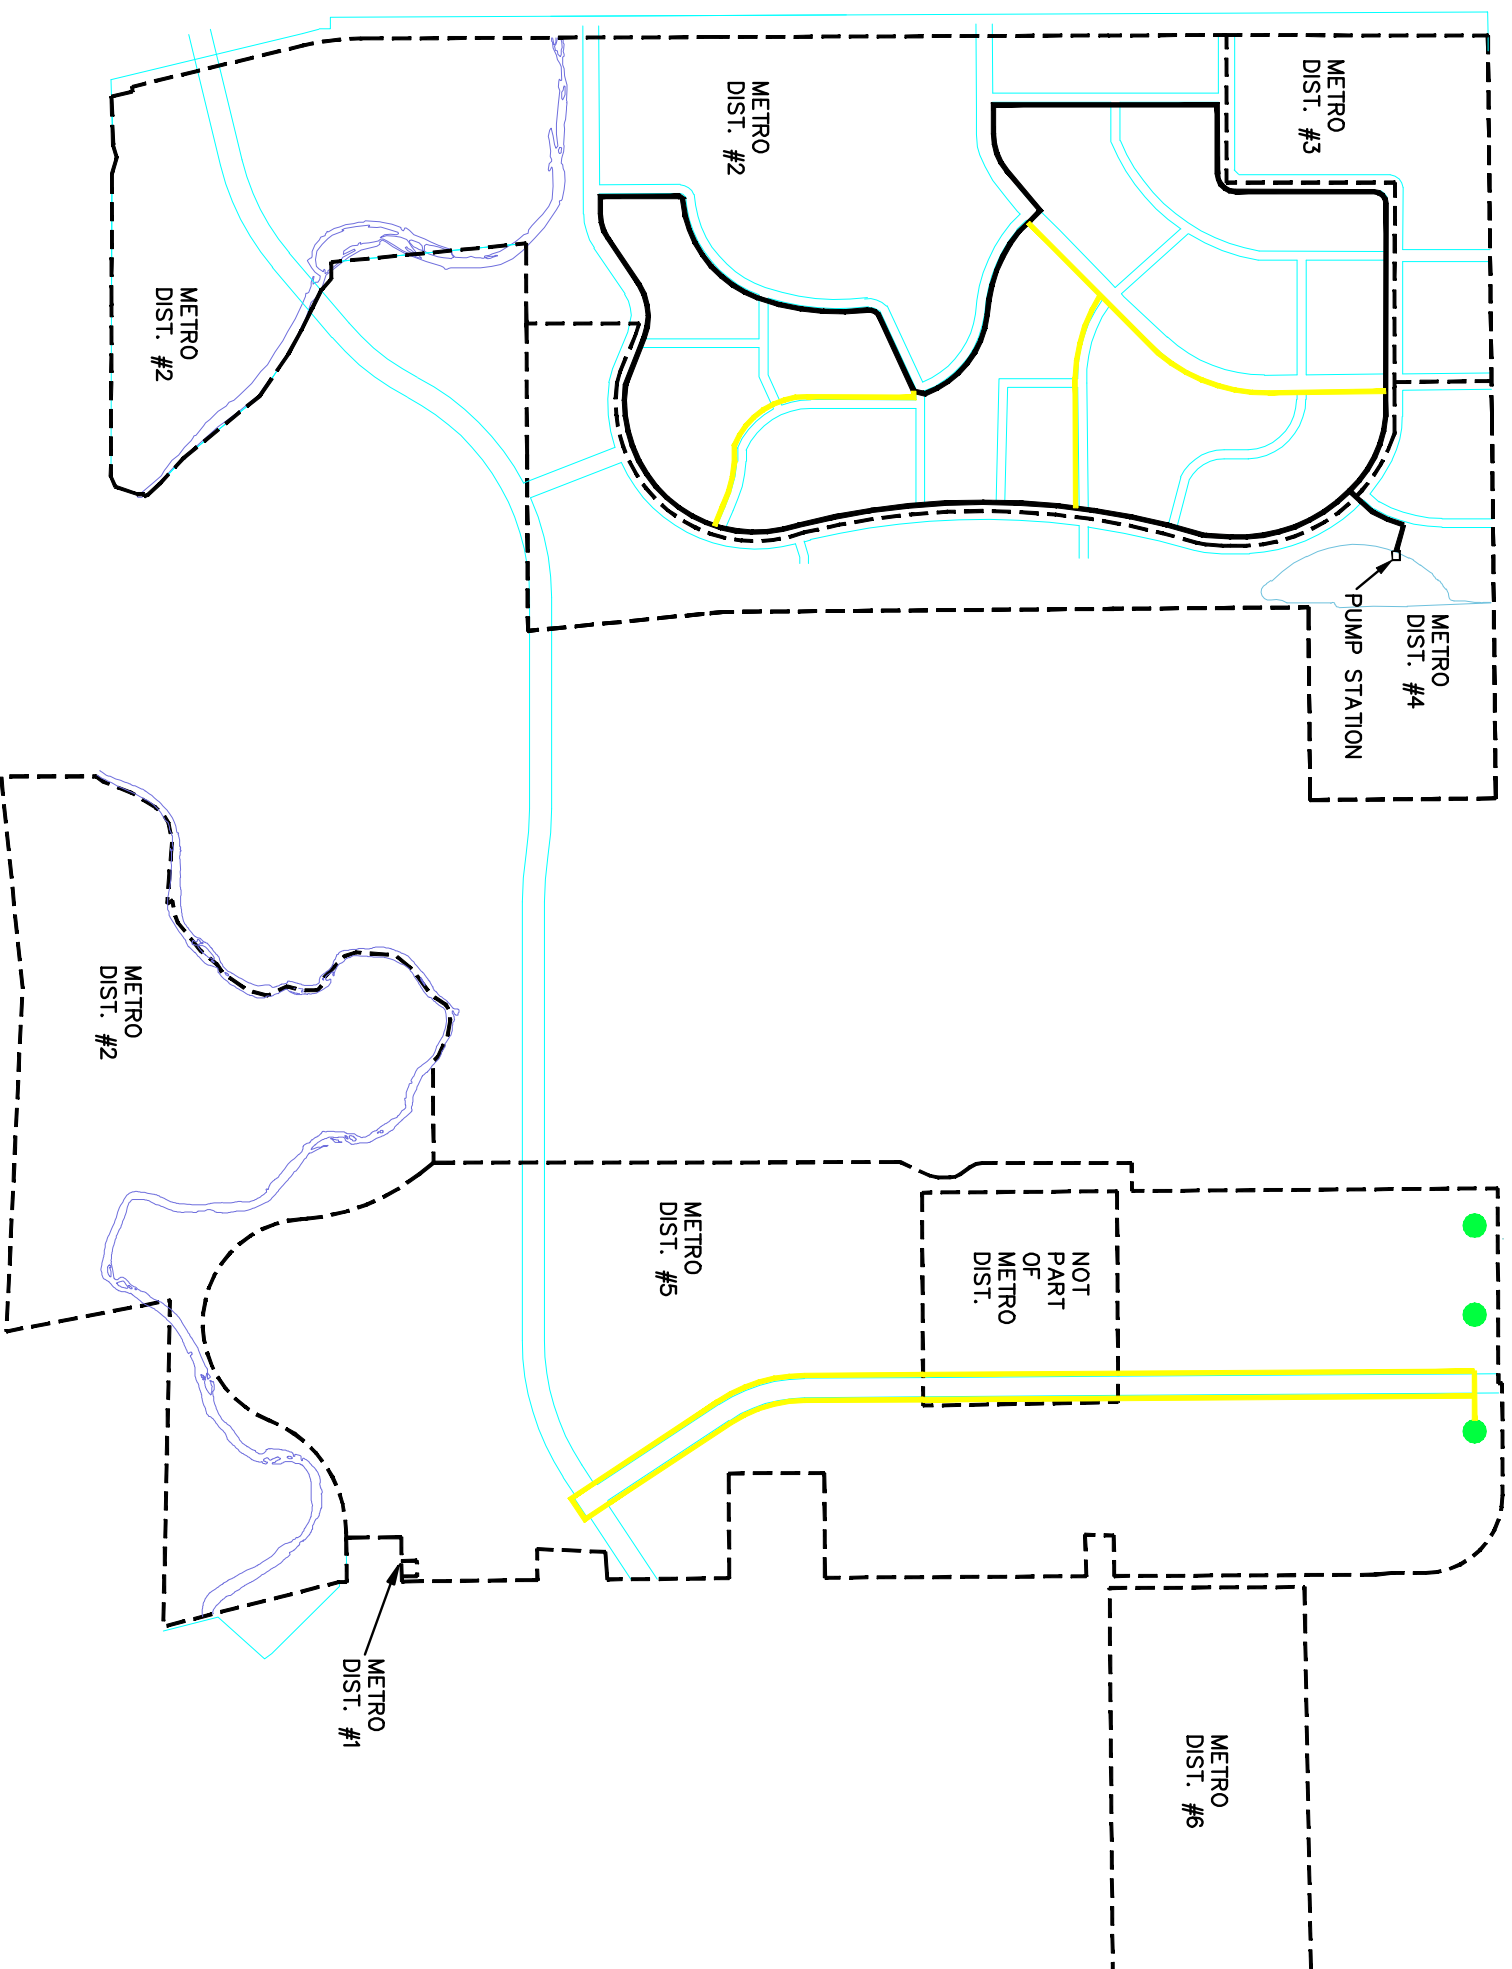 METRO
DIST. #3
METRO
DIST. #2
METRO
DIST. #2
METRO
DIST. #4
PUMP STATION
METRO
DIST. #2
METRO
DIST. #5
NOT
PART
OF
METRO
DIST.
METRO
DIST. #1
METRO
DIST. #6